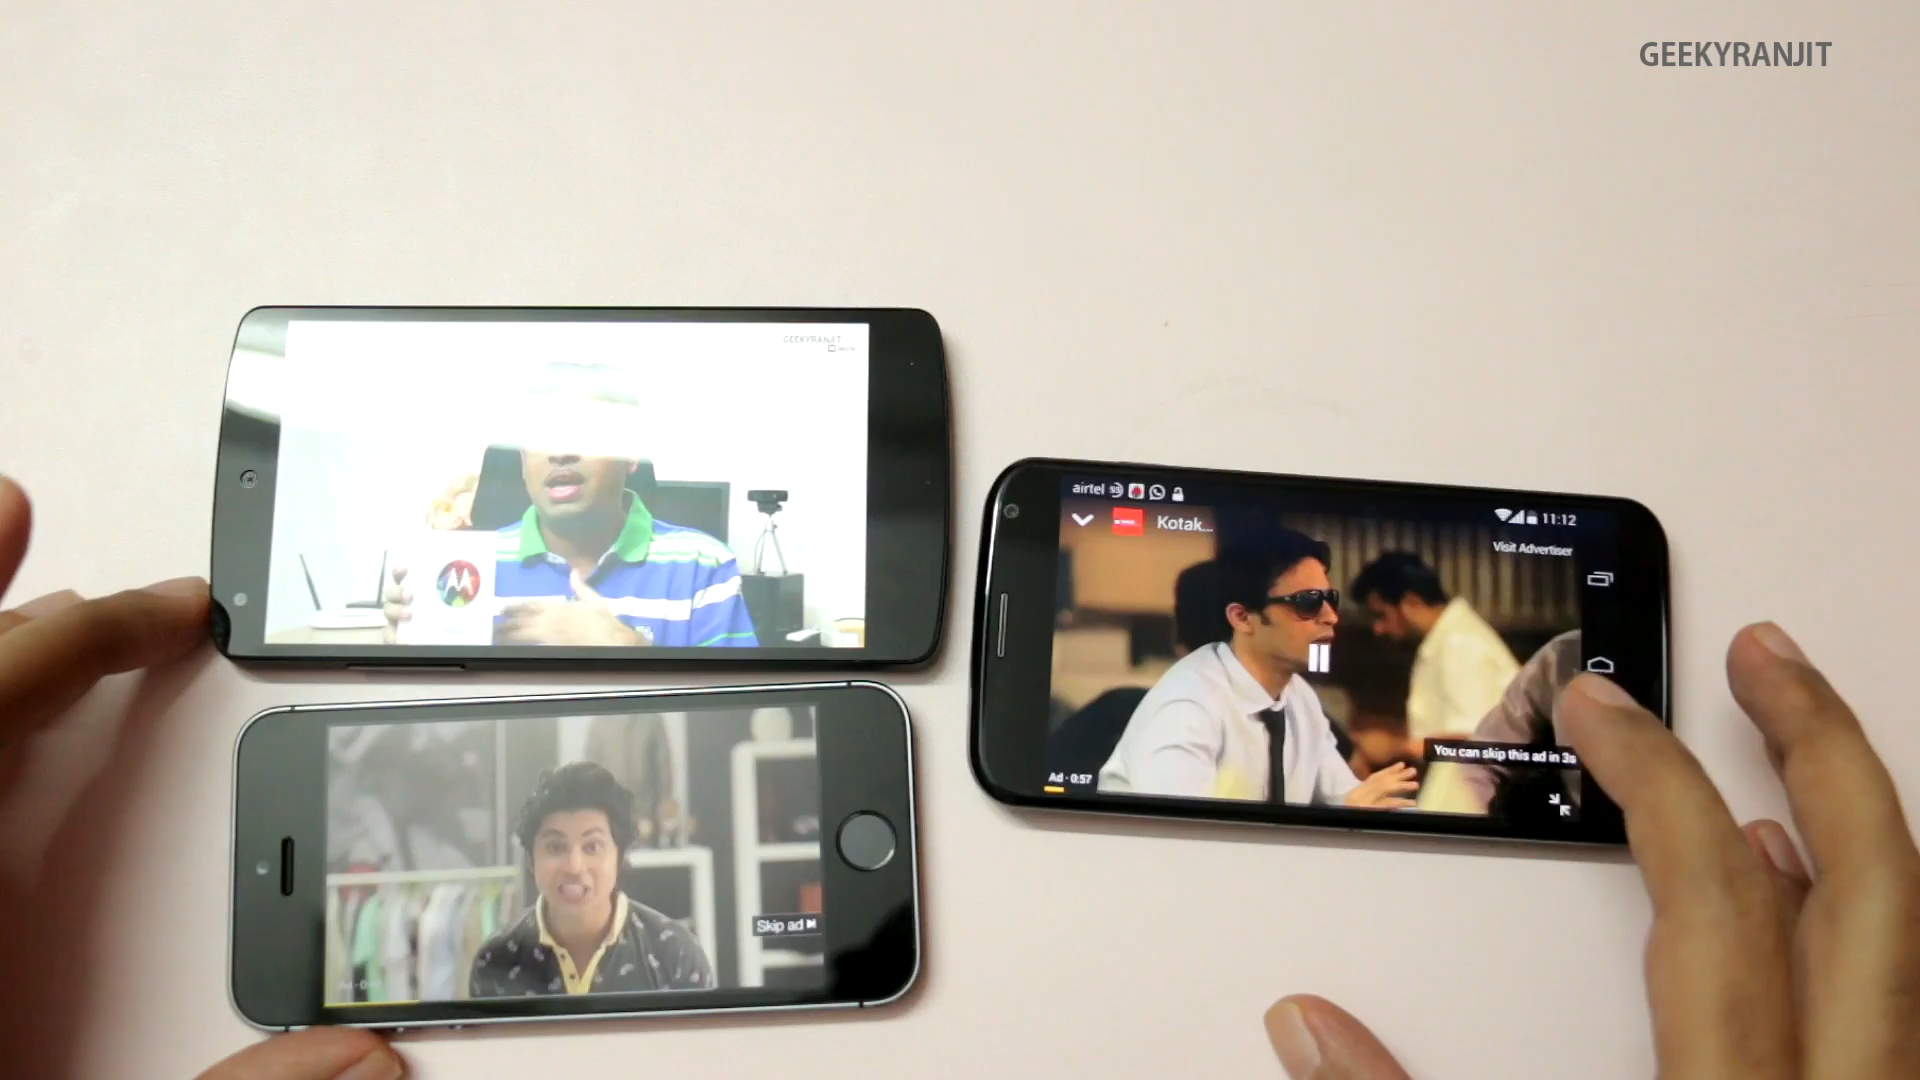 GEEKYRANJIT
GEEKYRANJIT
airtel
11:12
Kotak...
Visit Advertiser
You can skip this ad in 3s
Ad · 0:57
Skip ad